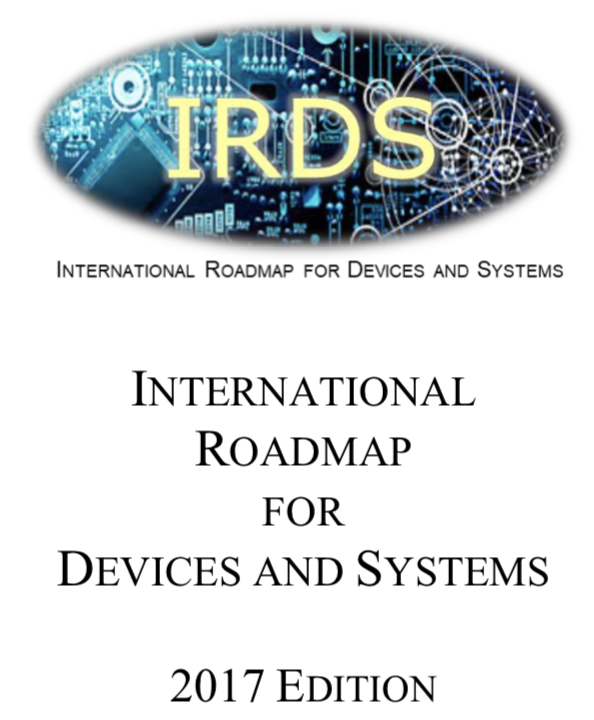 IRDS
INTERNATIONAL ROADMAP FOR DEVICES AND SYSTEMS
INTERNATIONAL
ROADMAP
FOR
DEVICES AND SYSTEMS
2017 EDITION